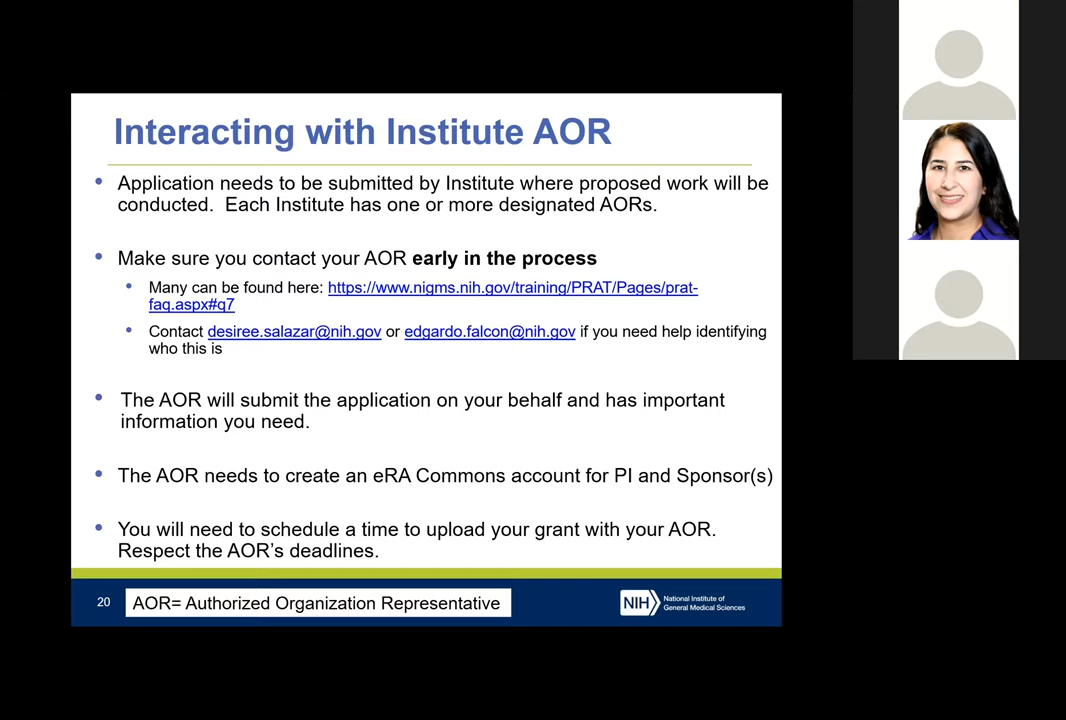 Interacting with Institute AOR
• Application needs to be submitted by Institute where proposed work will be
conducted.  Each Institute has one or more designated AORs.
• Make sure you contact your AOR early in the process
• Many can be found here: https://www.nigms.nih.gov/training/PRAT/Pages/prat-
faq.aspx#q7
• Contact desiree.salazar@nih.gov or edgardo.falcon@nih.gov if you need help identifying
who this is
• The AOR will submit the application on your behalf and has important
information you need.
• The AOR needs to create an eRA Commons account for PI and Sponsor(s)
• You will need to schedule a time to upload your grant with your AOR.
Respect the AOR’s deadlines.
20
AOR= Authorized Organization Representative
NIH
National Institute of
General Medical Sciences